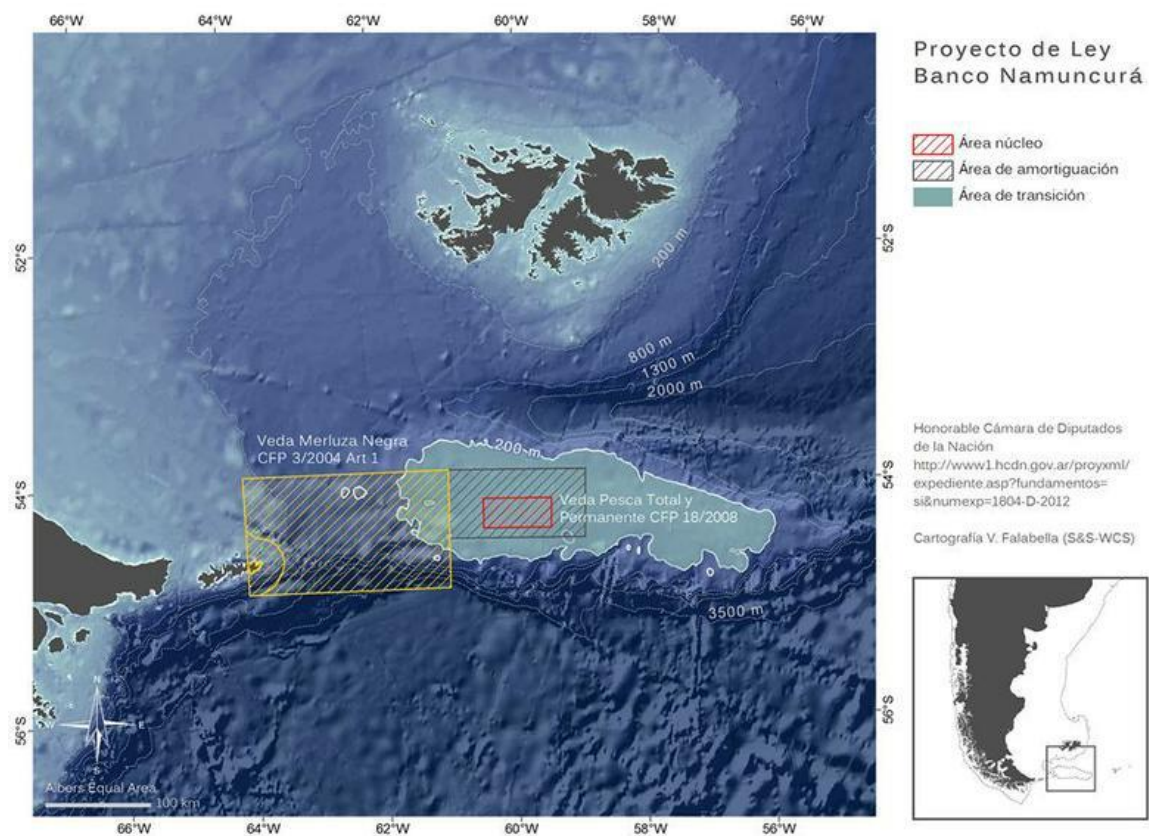 66°W 64°W 62°W 60°W 58°W 56°W
Proyecto de Ley
Banco Namuncurá
Área núcleo
Área de amortiguación
Área de transición
52°S
52°S
200 m
800 m
1300 m
2000 m
Veda Merluza Negra
CFP 3/2004 Art 1
200 m
54°S
54°S
Veda Pesca Total y
Permanente CFP 18/2008
3500 m
Honorable Cámara de Diputados
de la Nación
http://www1.hcdn.gov.ar/proyxml/
expediente.asp?fundamentos=
si&numexp=1804-D-2012
Cartografía V. Falabella (S&S-WCS)
56°S
56°S
N
E
S
Albers Equal Area
100 km
66°W 64°W 62°W 60°W 58°W 56°W